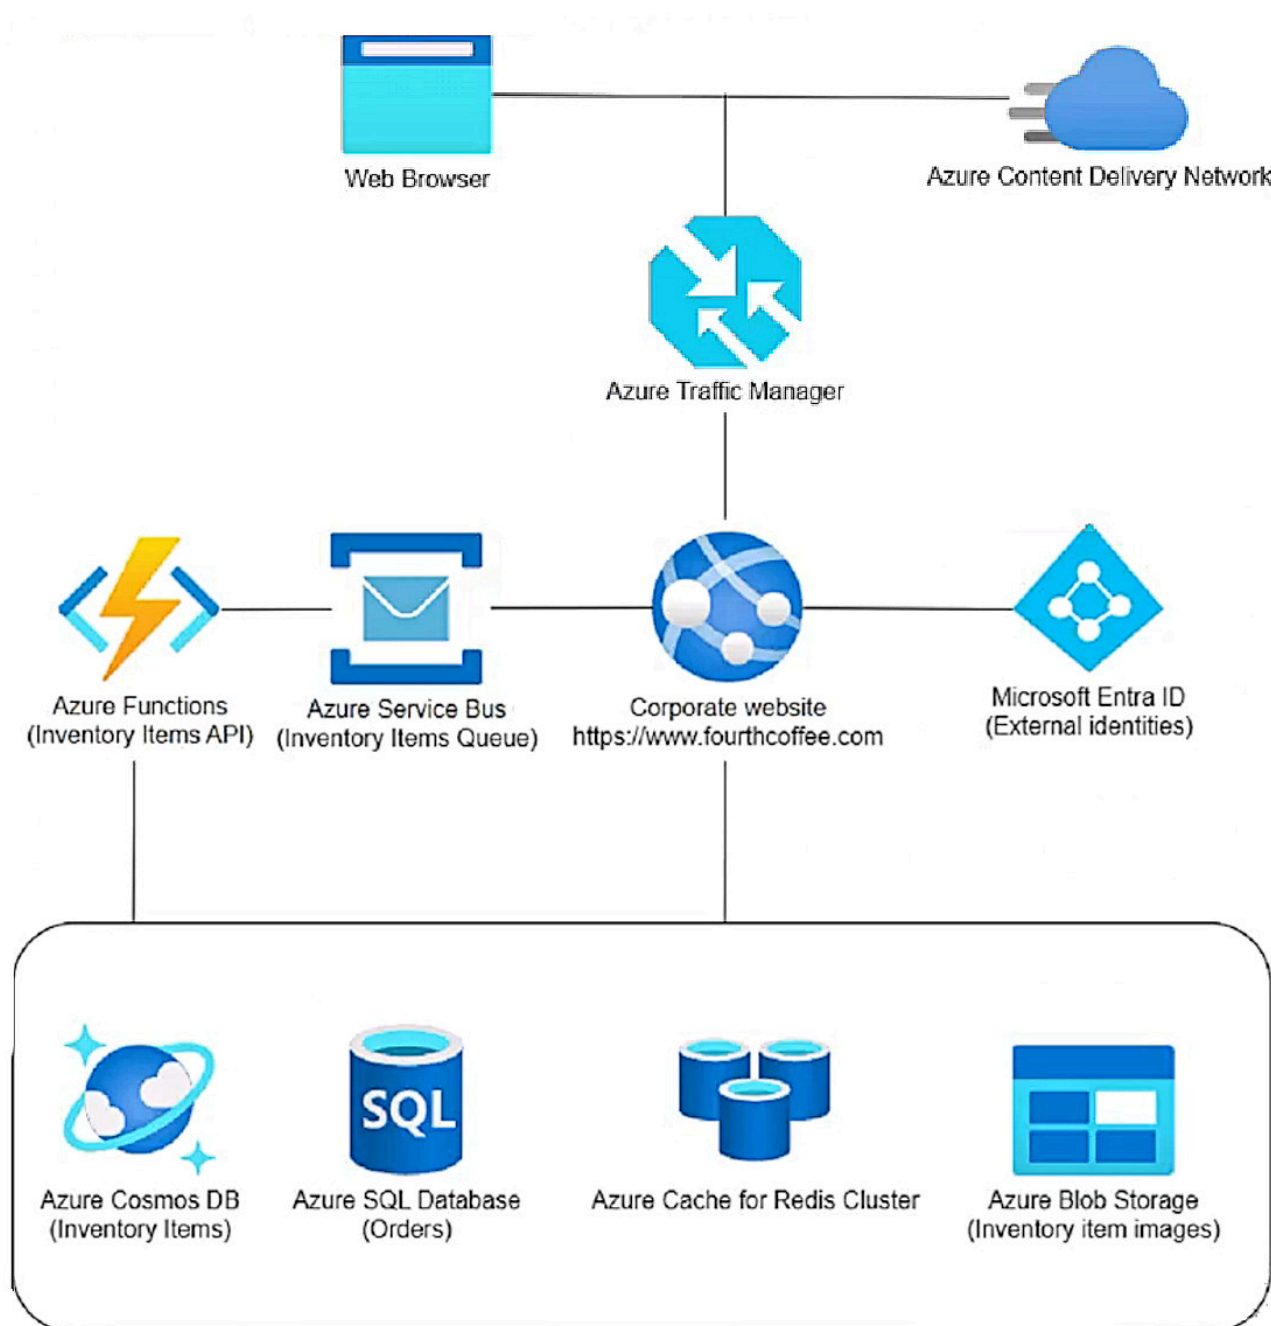 Web Browser
Azure Content Delivery Network
Azure Traffic Manager
Azure Functions
(Inventory Items API)
Azure Service Bus
(Inventory Items Queue)
Corporate website
https://www.fourthcoffee.com
Microsoft Entra ID
(External identities)
SQL
Azure Cosmos DB
(Inventory Items)
Azure SQL Database
(Orders)
Azure Cache for Redis Cluster
Azure Blob Storage
(Inventory item images)